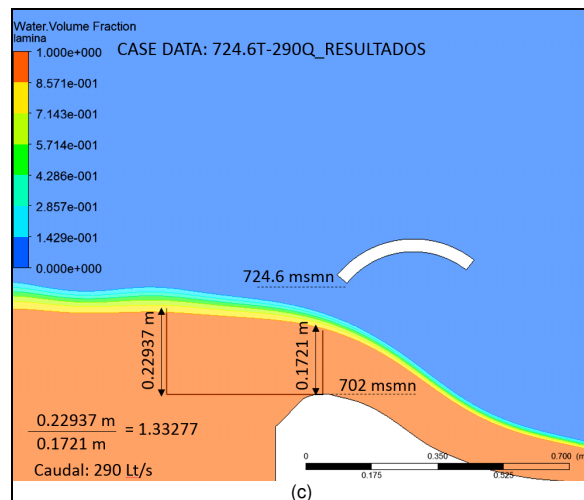 Water.Volume Fraction
lamina
CASE DATA: 724.6T-290Q_RESULTADOS
1.000e+000
8.571e-001
7.143e-001
5.714e-001
4.286e-001
2.857e-001
1.429e-001
0.000e+000
724.6 msmn
0.22937 m
0.1721 m
702 msmn
0.22937 m
0.1721 m
= 1.33277
Caudal: 290 Lt/s
0
0.350
0.700
(m
0.175
0.525
(c)